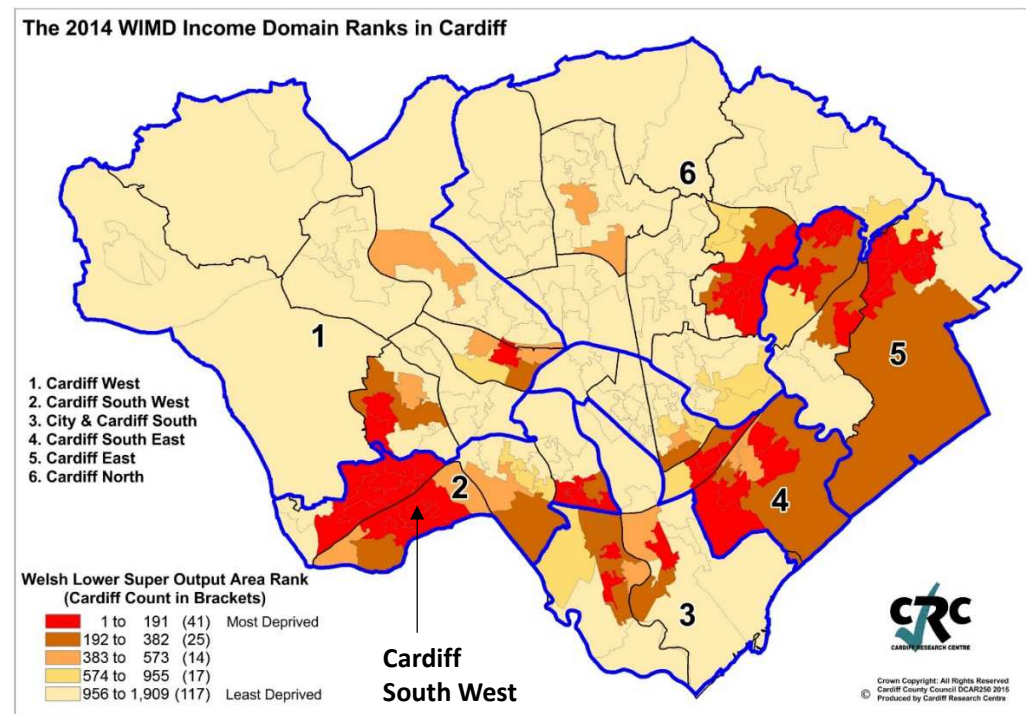 The 2014 WIMD Income Domain Ranks in Cardiff
6
1
5
1. Cardiff West
2. Cardiff South West
3. City & Cardiff South
4. Cardiff South East
5. Cardiff East
6. Cardiff North
2
4
Welsh Lower Super Output Area Rank
(Cardiff Count in Brackets)
1 to 191 (41) Most Deprived
192 to 382 (25)
383 to 573 (14)
574 to 955 (17)
956 to 1,909 (117) Least Deprived
3
Cardiff
South West
CRC
CARDIFF RESEARCH CENTRE
Crown Copyright: All Rights Reserved
© Cardiff County Council DCAR250 2015
Produced by Cardiff Research Centre